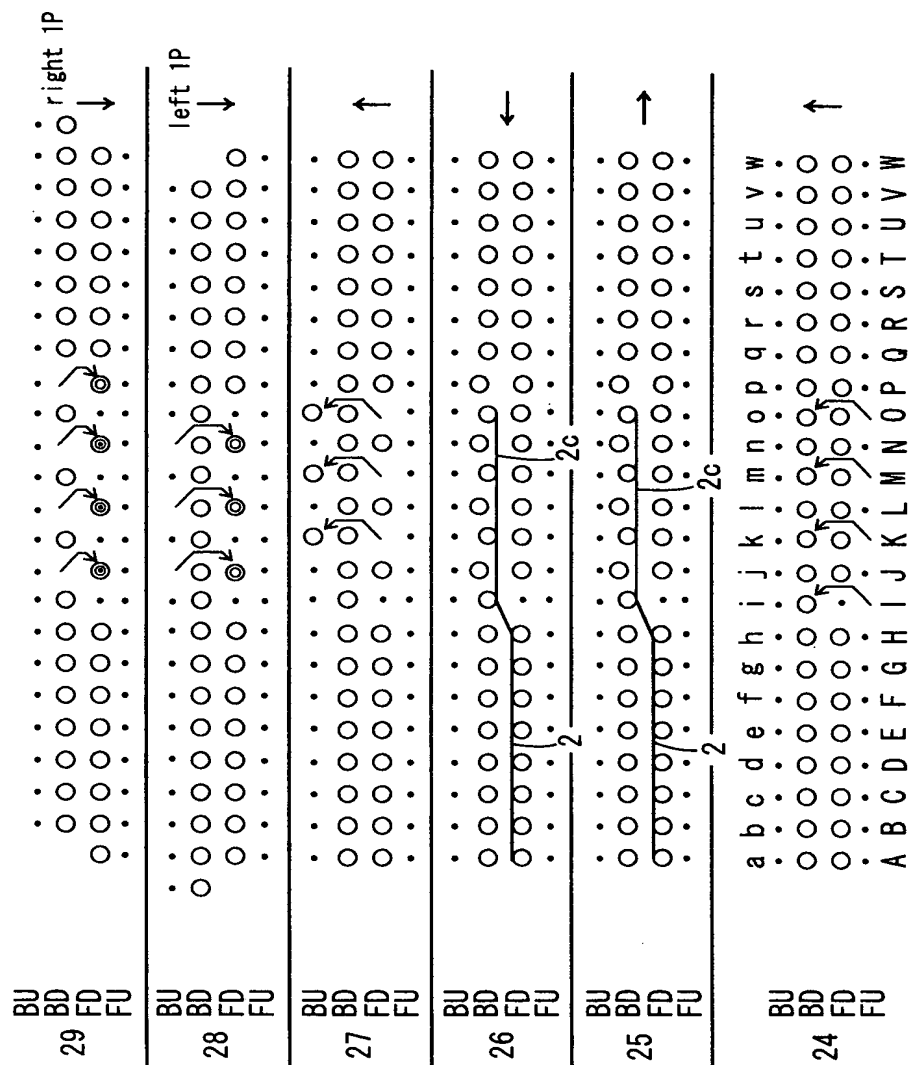 29
BU
BD
FD
FU
right 1P
28
BU
BD
FD
FU
left 1P
27
BU
BD
FD
FU
26
BU
BD
FD
FU
2
2c
25
BU
BD
FD
FU
2
2c
24
BU
BD
FD
FU
a b c d e f g h i j k l m n o p q r s t u v w
A B C D E F G H I J K L M N O P Q R S T U V W